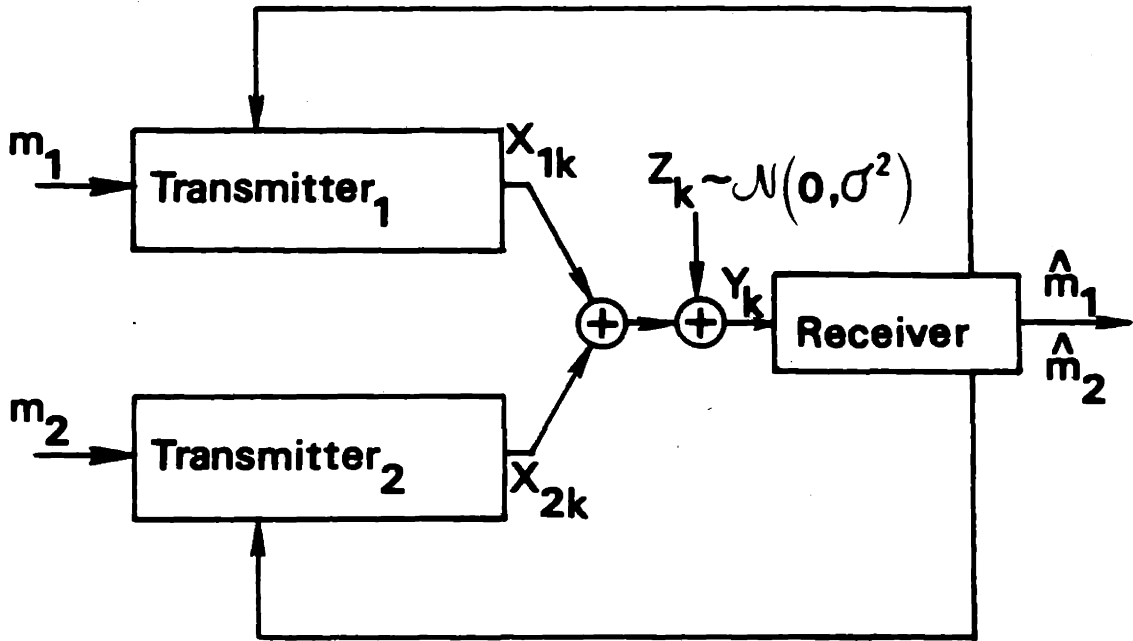 m₁
Transmitter₁
X₁ₖ
Zₖ ~ 𝒩(0,σ²)
Yₖ
Receiver
m̂₁
m̂₂
m₂
Transmitter₂
X₂ₖ